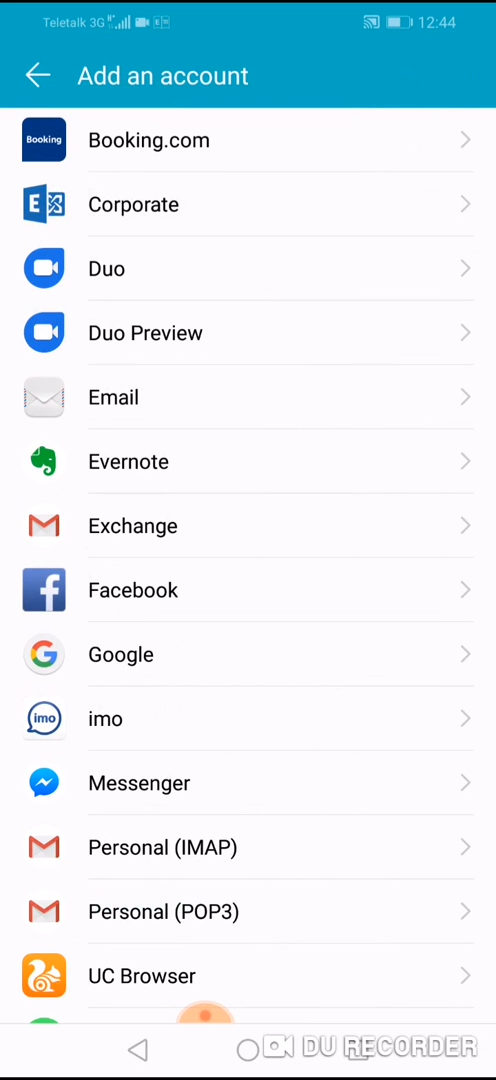 Teletalk 3G 12:44
Add an account
Booking Booking.com
Corporate
Duo
Duo Preview
Email
Evernote
Exchange
Facebook
Google
imo imo
Messenger
Personal (IMAP)
Personal (POP3)
UC Browser
DU RECORDER